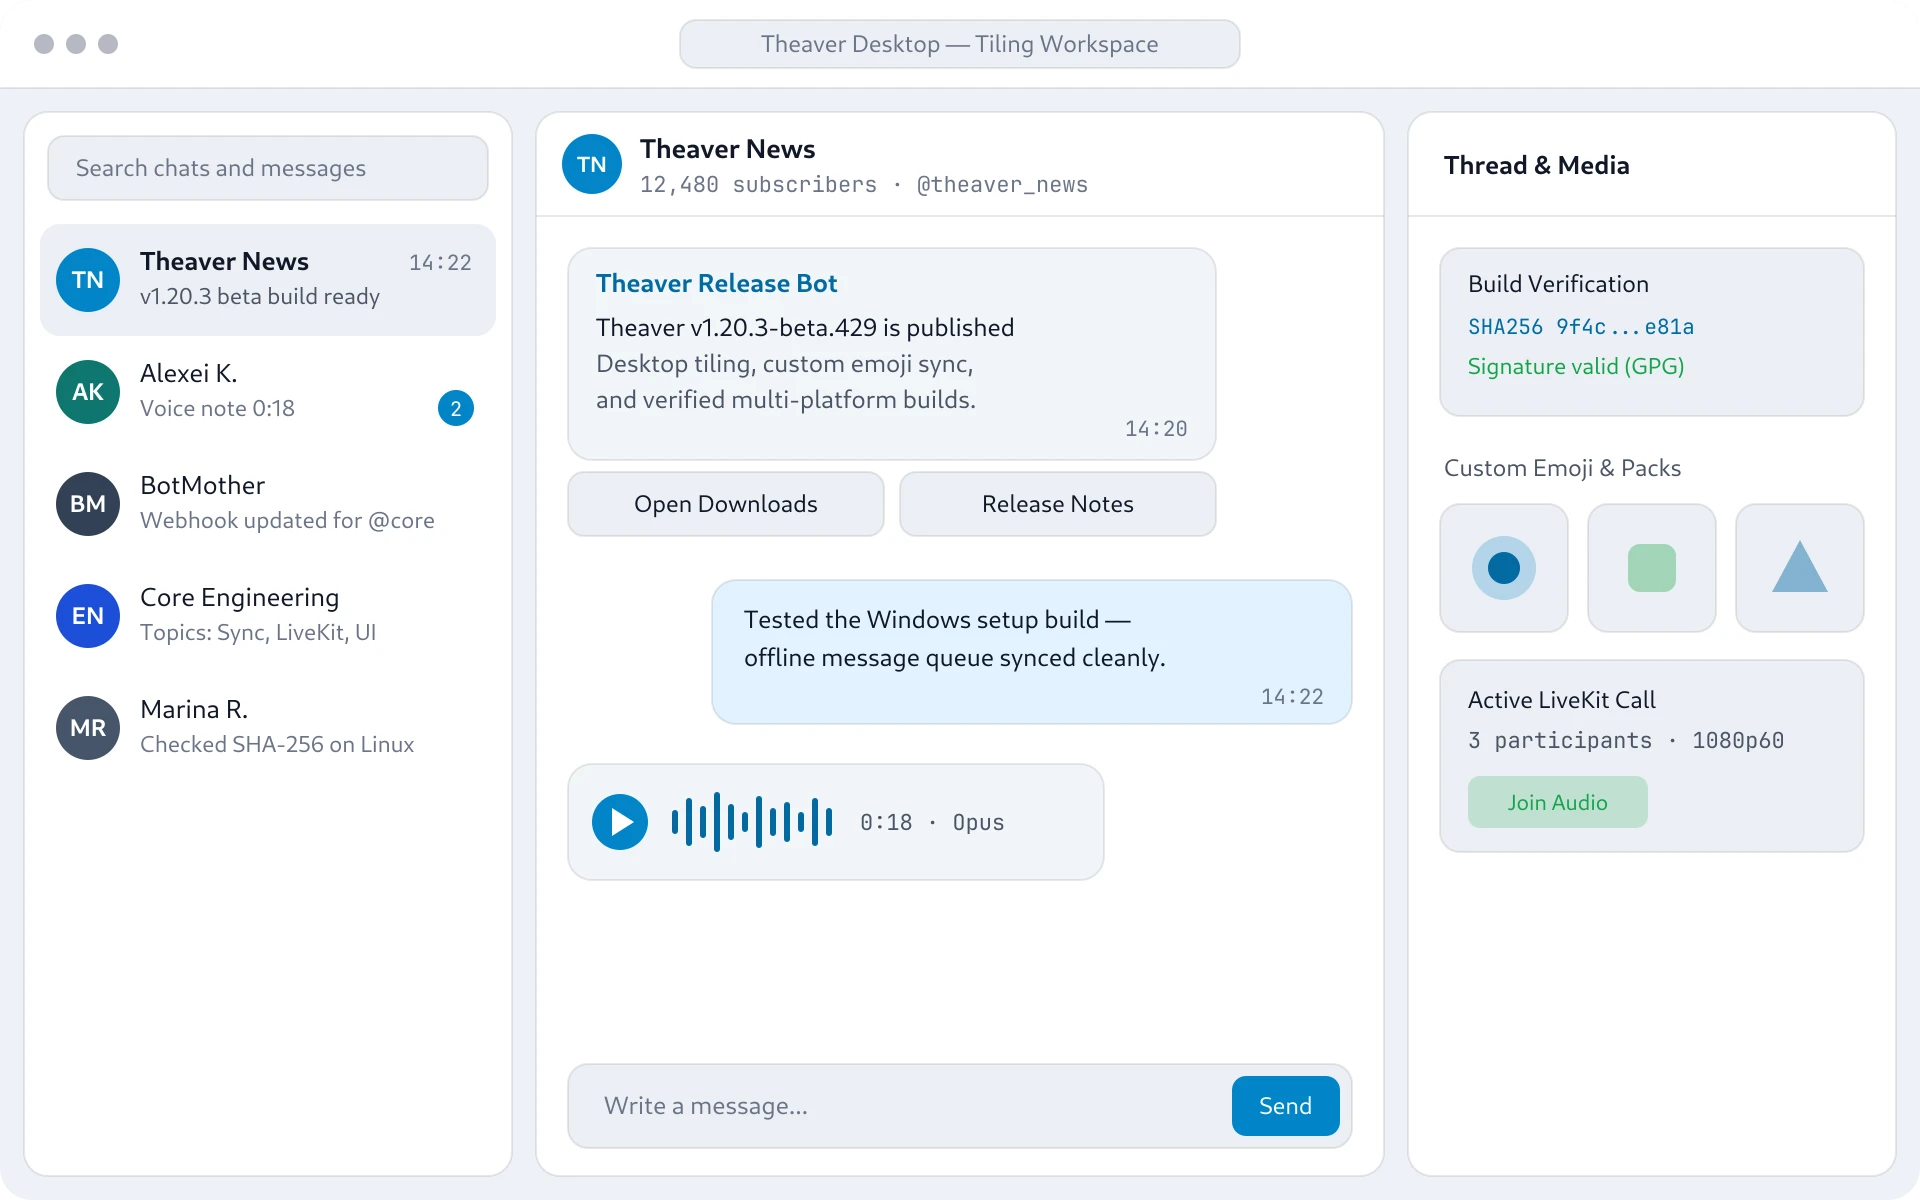 Theaver Desktop — Tiling Workspace
Search chats and messages
TN
Theaver News
14:22
v1.20.3 beta build ready
AK
Alexei K.
Voice note 0:18
2
BM
BotMother
Webhook updated for @core
EN
Core Engineering
Topics: Sync, LiveKit, UI
MR
Marina R.
Checked SHA-256 on Linux
TN
Theaver News
12,480 subscribers · @theaver_news
Theaver Release Bot
Theaver v1.20.3-beta.429 is published
Desktop tiling, custom emoji sync,
and verified multi-platform builds.
14:20
Open Downloads
Release Notes
Tested the Windows setup build —
offline message queue synced cleanly.
14:22
0:18 · Opus
Write a message...
Send
Thread & Media
Build Verification
SHA256 9f4c...e81a
Signature valid (GPG)
Custom Emoji & Packs
Active LiveKit Call
3 participants · 1080p60
Join Audio